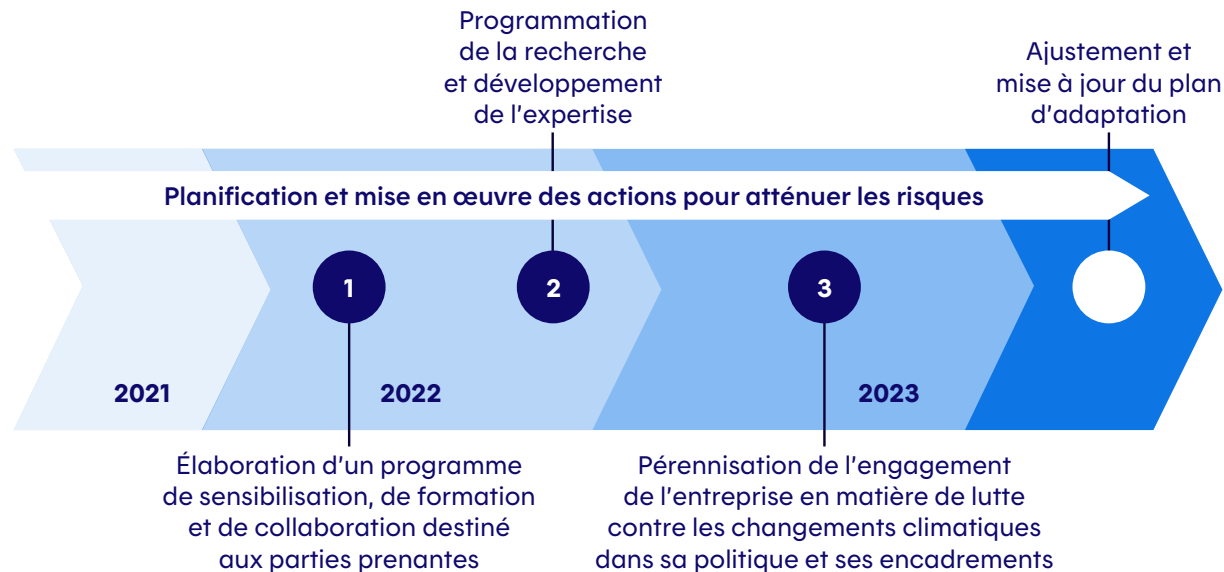 Programmation
de la recherche
et développement
de l'expertise
Ajustement et
mise à jour du plan
d'adaptation
Planification et mise en œuvre des actions pour atténuer les risques
1
2
3
2021
2022
2023
Élaboration d'un programme
de sensibilisation, de formation
et de collaboration destiné
aux parties prenantes
Pérennisation de l'engagement
de l'entreprise en matière de lutte
contre les changements climatiques
dans sa politique et ses encadrements